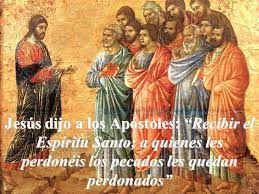 Jesús dijo a los Apóstoles: “Recibir el
Espíritu Santo: a quienes les
perdonéis los pecados les quedan
perdonados”